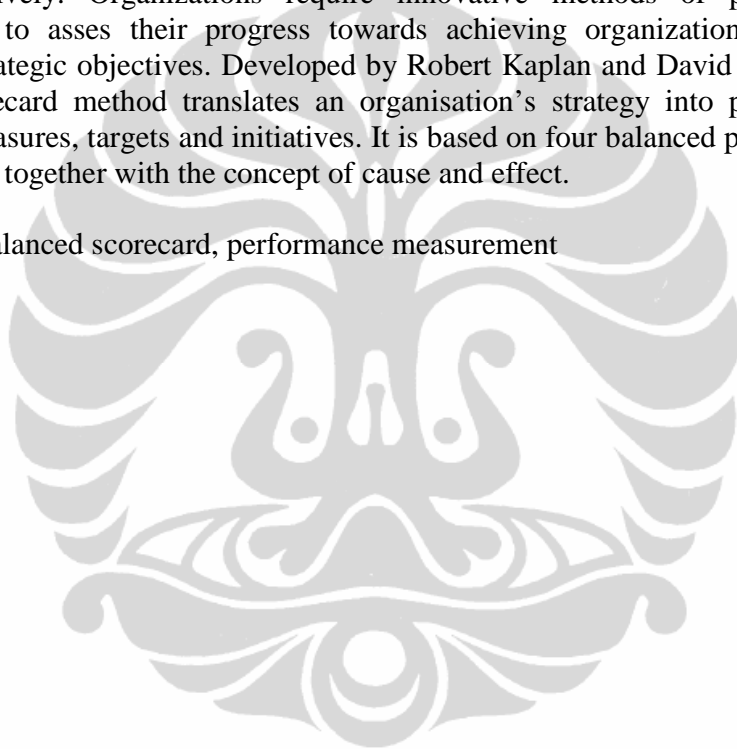 ively. Organizations require innovative methods of p
to asses their progress towards achieving organization
rategic objectives. Developed by Robert Kaplan and David
ecard method translates an organisation’s strategy into p
asures, targets and initiatives. It is based on four balanced p
together with the concept of cause and effect.
alanced scorecard, performance measurement